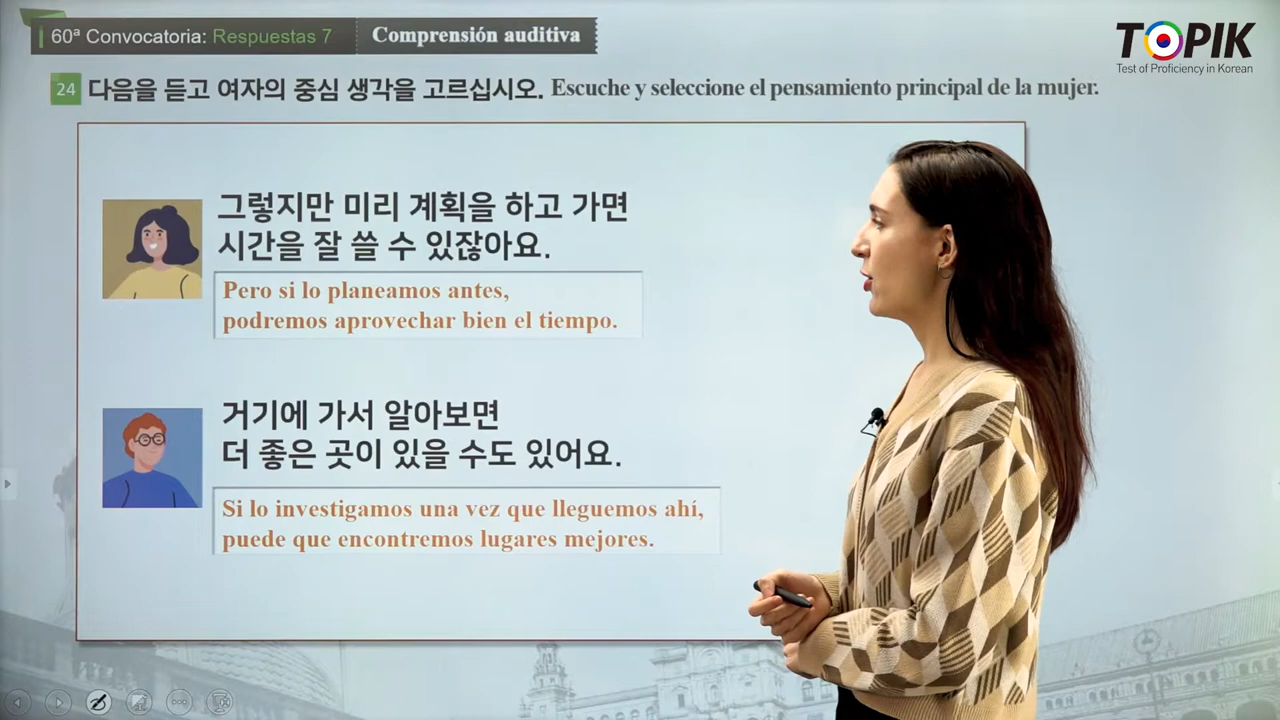 60ª Convocatoria: Respuestas 7 Comprensión auditiva
TOPIK
Test of Proficiency in Korean
24 다음을 듣고 여자의 중심 생각을 고르십시오. Escuche y seleccione el pensamiento principal de la mujer.
그렇지만 미리 계획을 하고 가면
시간을 잘 쓸 수 있잖아요.
Pero si lo planeamos antes,
podremos aprovechar bien el tiempo.
거기에 가서 알아보면
더 좋은 곳이 있을 수도 있어요.
Si lo investigamos una vez que lleguemos ahí,
puede que encontremos lugares mejores.